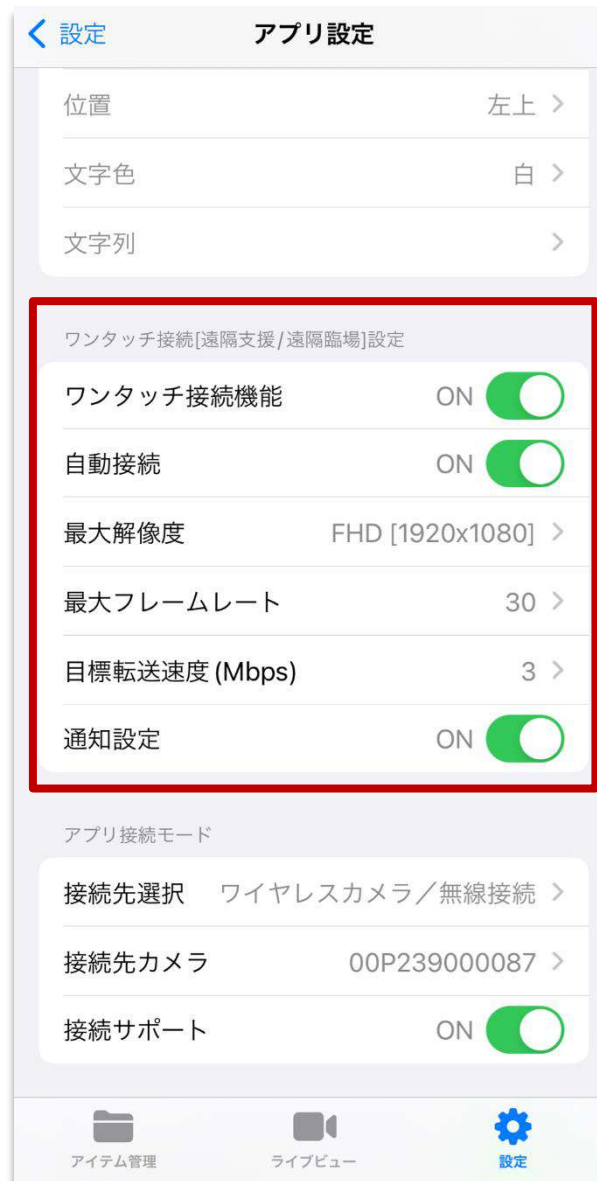 設定 アプリ設定
位置 左上
文字色 白
文字列
ワンタッチ接続[遠隔支援/遠隔臨場]設定
ワンタッチ接続機能 ON
自動接続 ON
最大解像度 FHD [1920x1080]
最大フレームレート 30
目標転送速度(Mbps) 3
通知設定 ON
アプリ接続モード
接続先選択 ワイヤレスカメラ／無線接続
接続先カメラ 00P239000087
接続サポート ON
アイテム管理 ライブビュー 設定